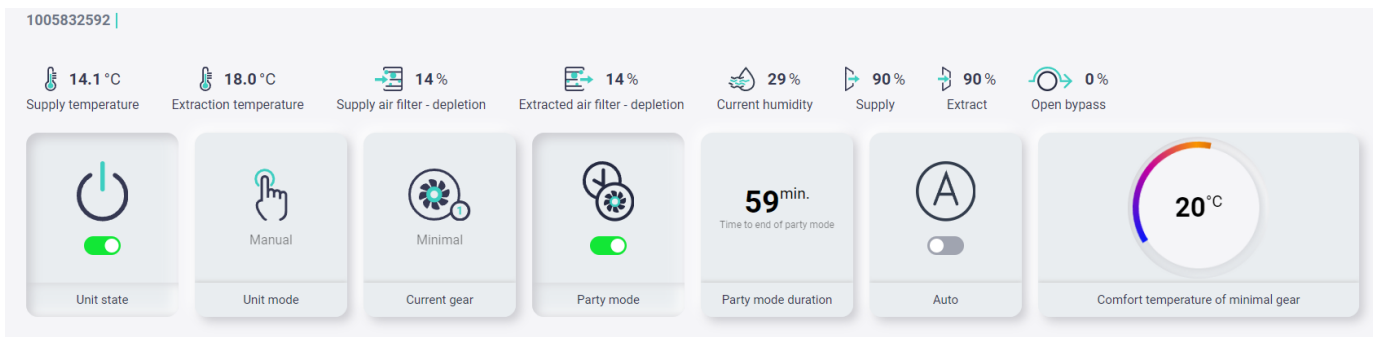 1005832592
14.1 °C
Supply temperature
18.0 °C
Extraction temperature
14 %
Supply air filter - depletion
14 %
Extracted air filter - depletion
29 %
Current humidity
90 %
Supply
90 %
Extract
0 %
Open bypass
Unit state
Manual
Unit mode
1
Minimal
Current gear
Party mode
59 min.
Time to end of party mode
Party mode duration
A
Auto
20 °C
Comfort temperature of minimal gear